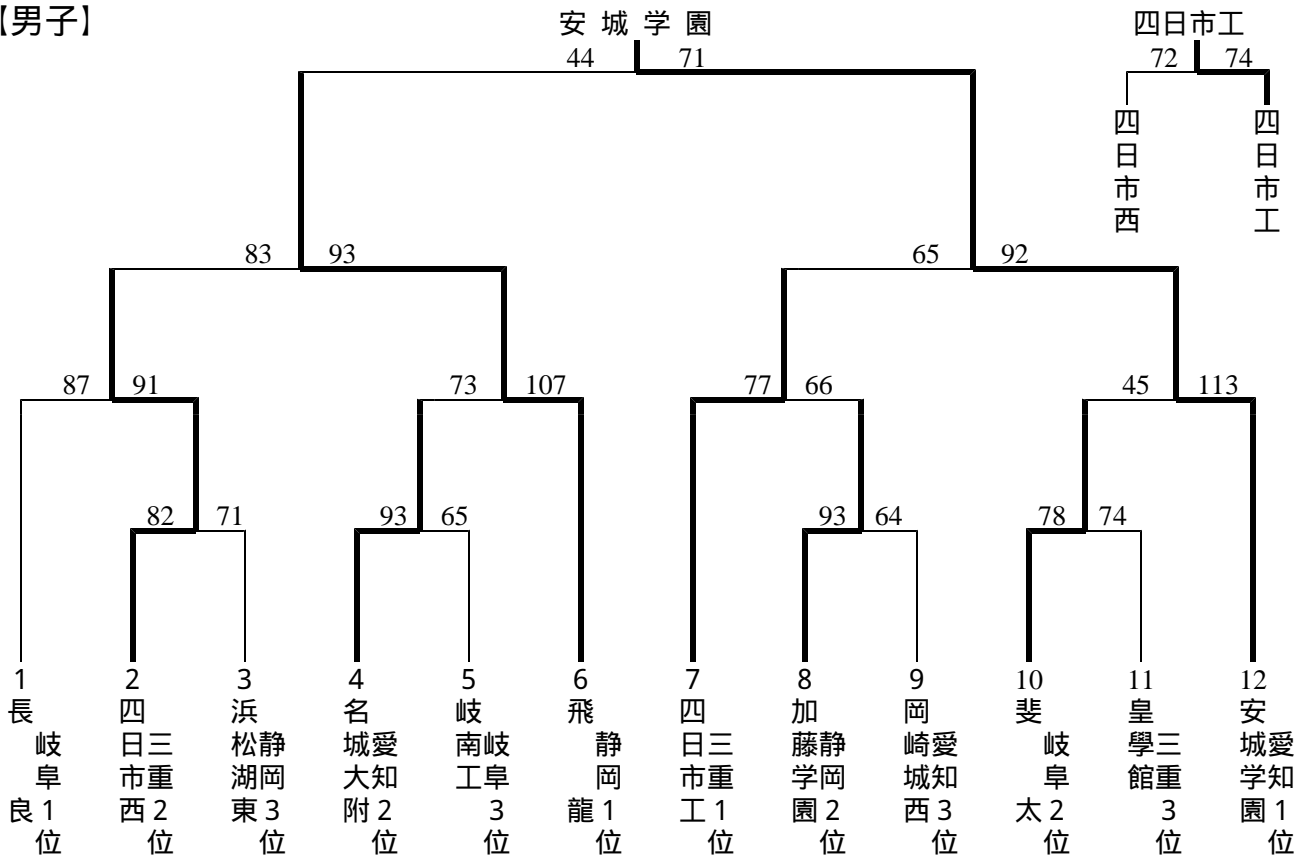 【男子】
安城学園
四日市工
44 71
72 74
四日市西
四日市工
83 93
65 92
87 91
73 107
77 66
45 113
82 71
93 65
93 64
78 74
1 長良 岐阜1位
2 四日市西 三重2位
3 浜松湖東 静岡3位
4 名城大附 愛知2位
5 岐南工 岐阜3位
6 飛龍 静岡1位
7 四日市工 三重1位
8 加藤学園 静岡2位
9 岡崎城西 愛知3位
10 斐太 岐阜2位
11 皇學館 三重3位
12 安城学園 愛知1位